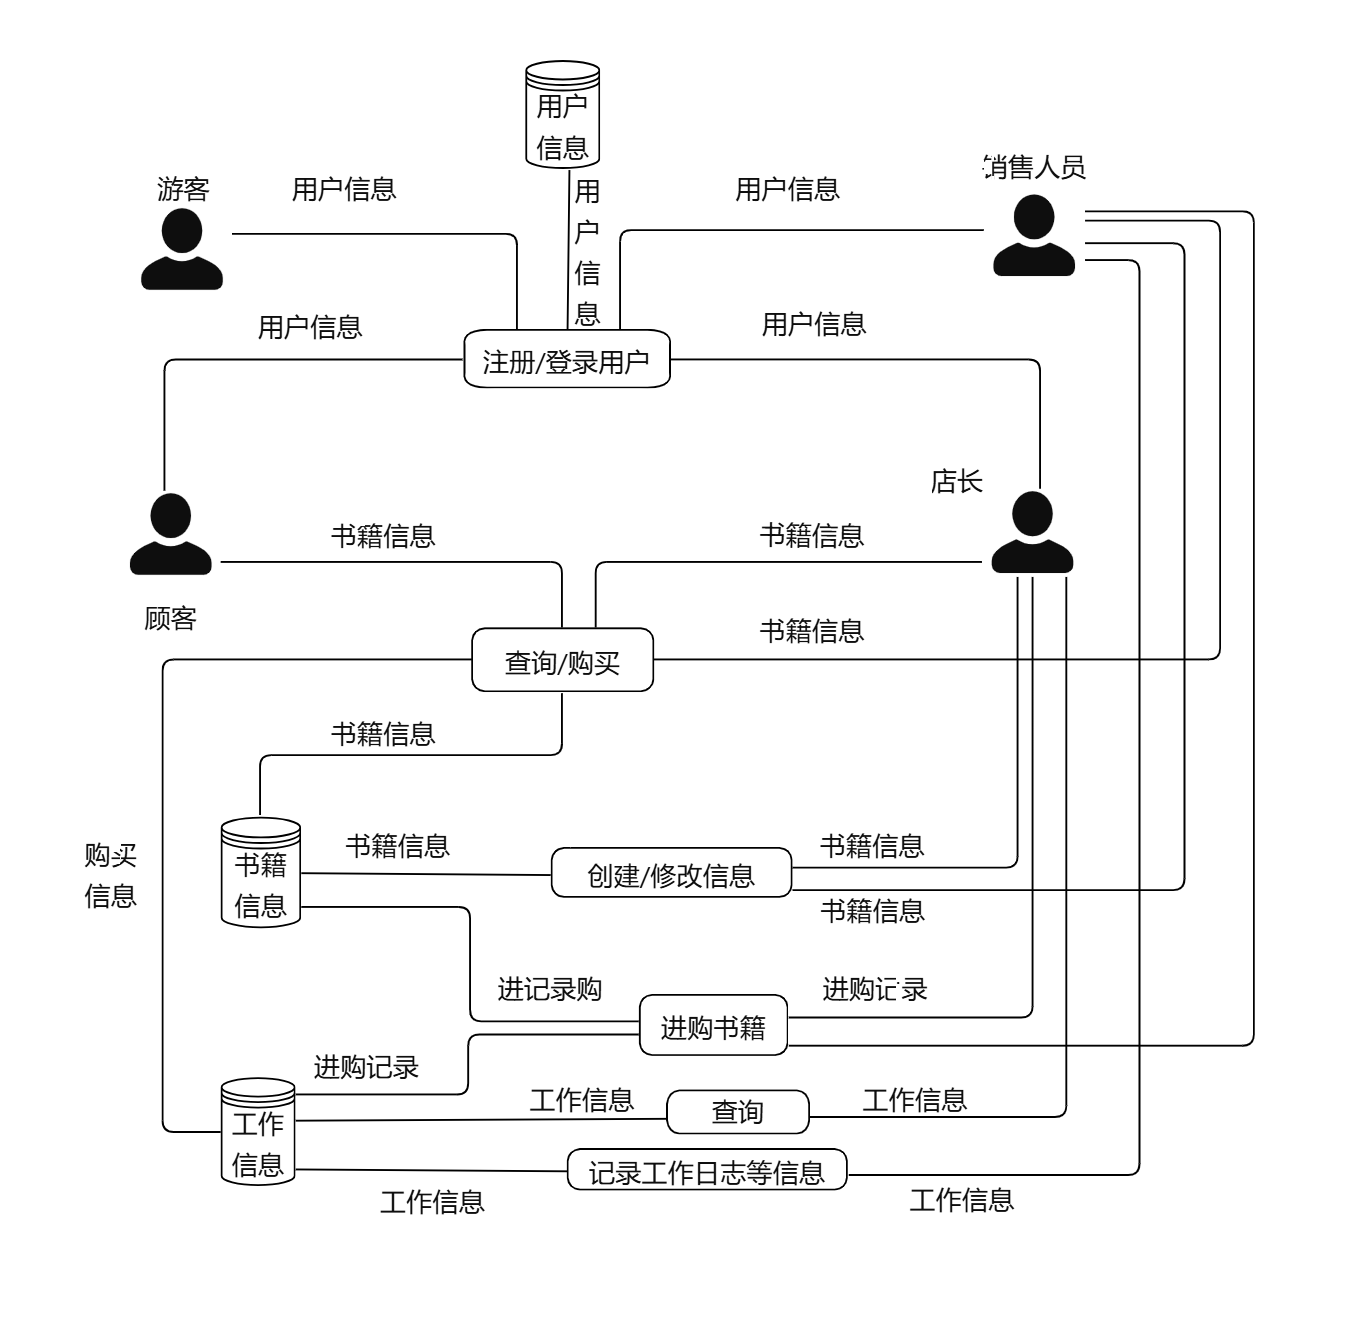 用户
信息
销售人员
游客
用户信息
用户信息
用
户
信
息
用户信息
用户信息
注册/登录用户
店长
书籍信息
书籍信息
顾客
书籍信息
查询/购买
书籍信息
购买
信息
书籍信息
书籍信息
书籍
信息
创建/修改信息
书籍信息
进记录购
进购记录
进购书籍
进购记录
工作信息
查询
工作信息
工作
信息
记录工作日志等信息
工作信息
工作信息